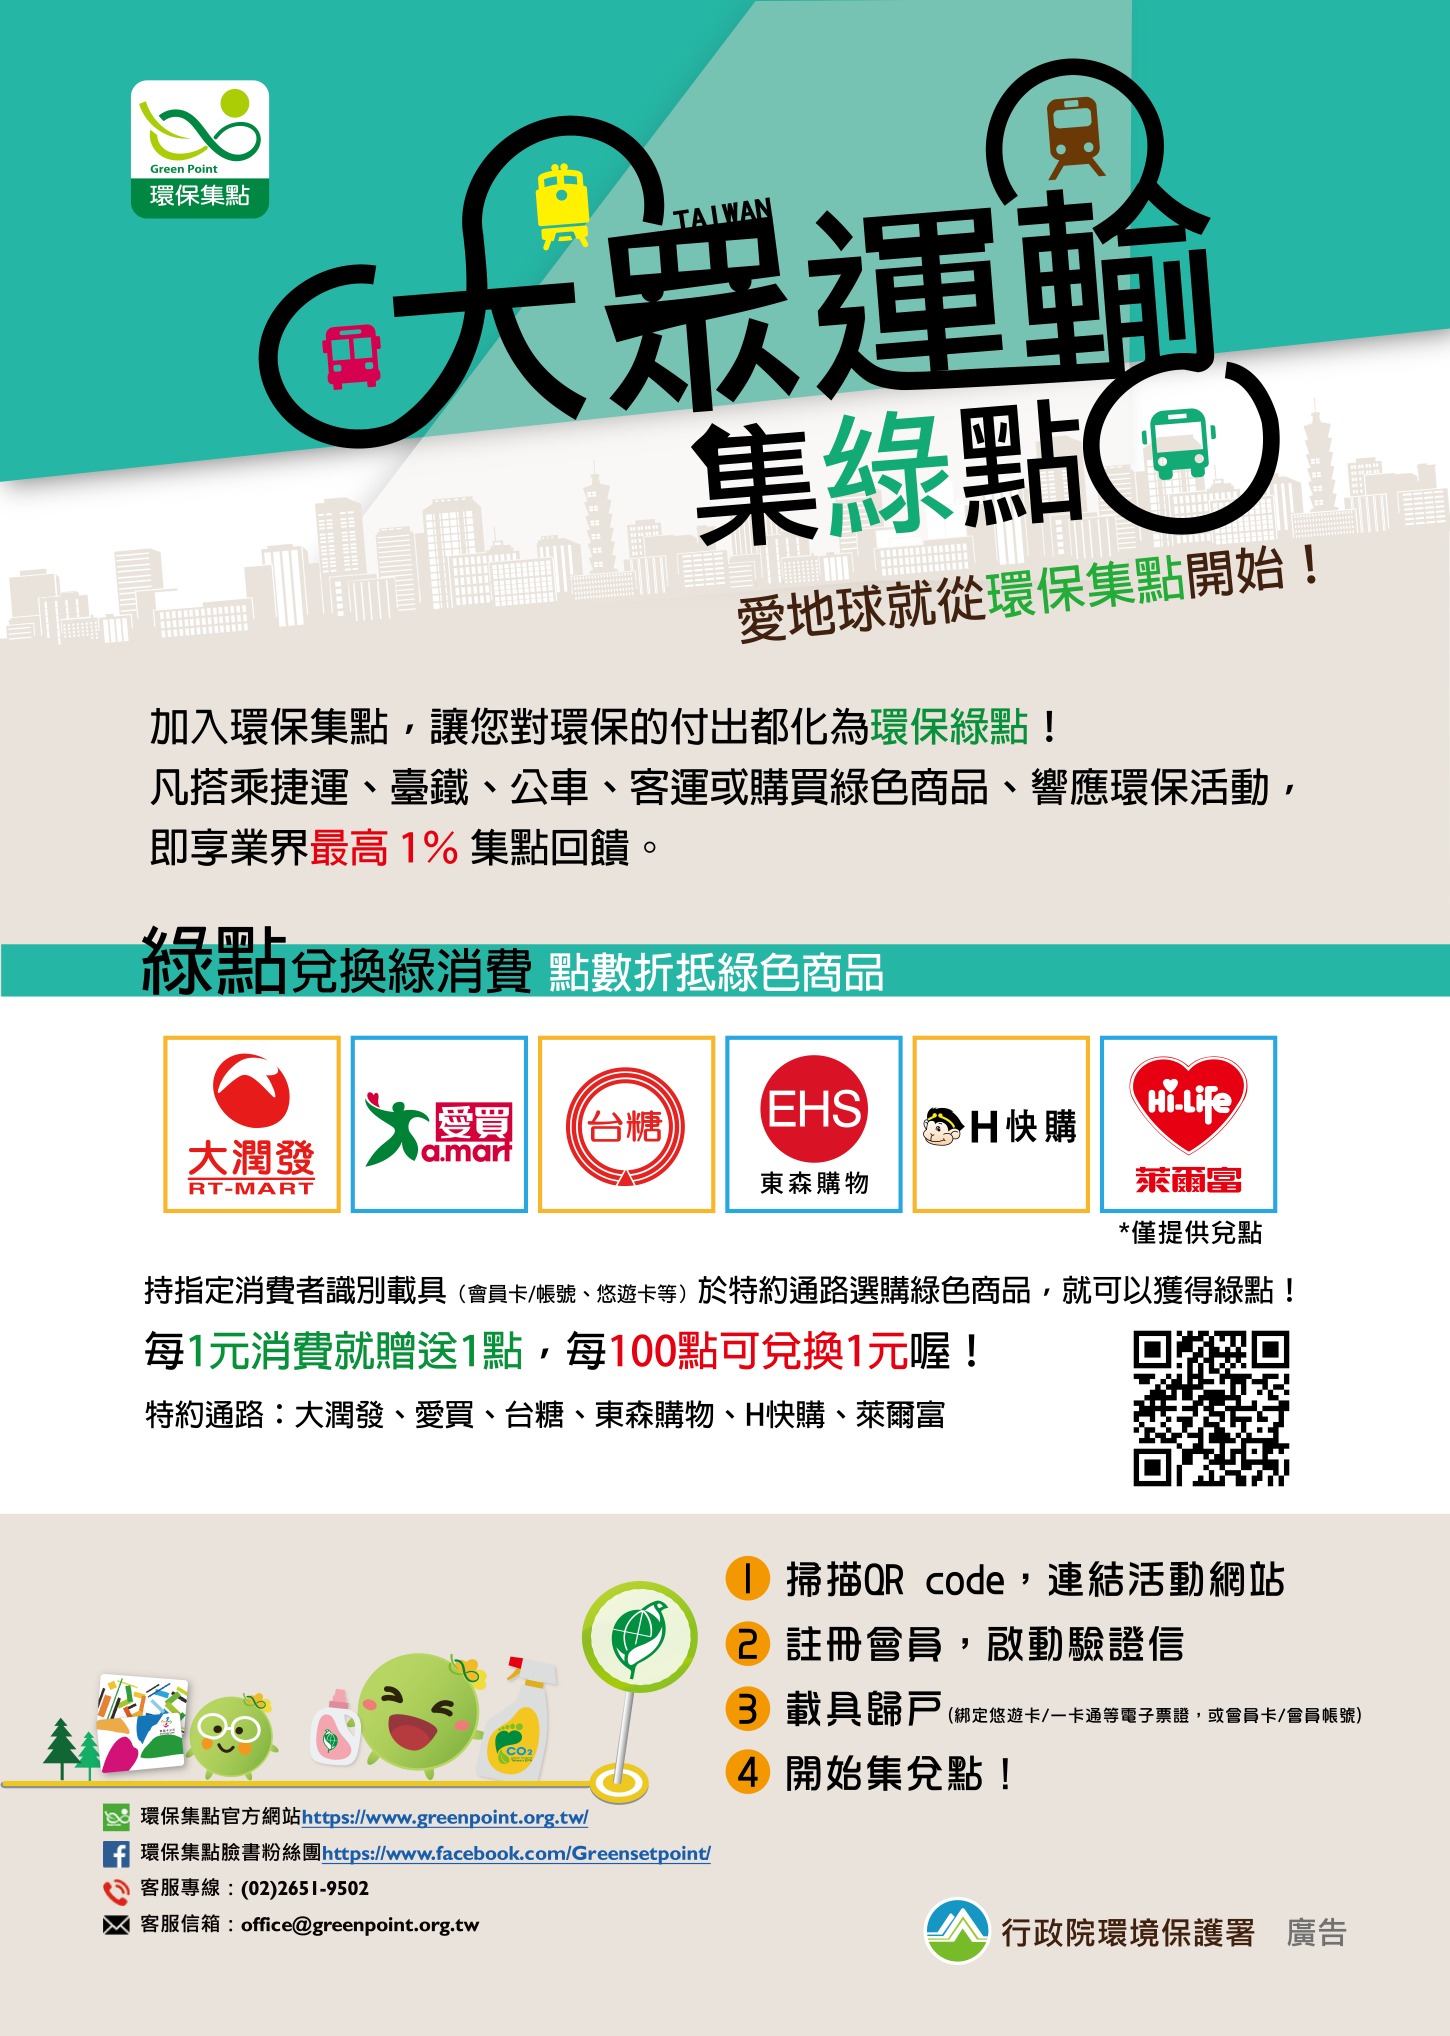 Green Point
環保集點
TAIWAN
大眾運輸
集綠點
愛地球就從環保集點開始！
加入環保集點，讓您對環保的付出都化為環保綠點！
凡搭乘捷運、臺鐵、公車、客運或購買綠色商品、響應環保活動，
即享業界最高 1% 集點回饋。
綠點兌換綠消費 點數折抵綠色商品
大潤發
RT-MART
愛買
a.mart
台糖
EHS
東森購物
H快購
Hi-Life
萊爾富
*僅提供兌點
持指定消費者識別載具（會員卡/帳號、悠遊卡等）於特約通路選購綠色商品，就可以獲得綠點！
每1元消費就贈送1點，每100點可兌換1元喔！
特約通路：大潤發、愛買、台糖、東森購物、H快購、萊爾富
1 掃描QR code，連結活動網站
2 註冊會員，啟動驗證信
3 載具歸戶(綁定悠遊卡/一卡通等電子票證，或會員卡/會員帳號)
4 開始集兌點！
CO2
環保集點官方網站https://www.greenpoint.org.tw/
環保集點臉書粉絲團https://www.facebook.com/Greensetpoint/
客服專線：(02)2651-9502
客服信箱：office@greenpoint.org.tw
行政院環境保護署 廣告